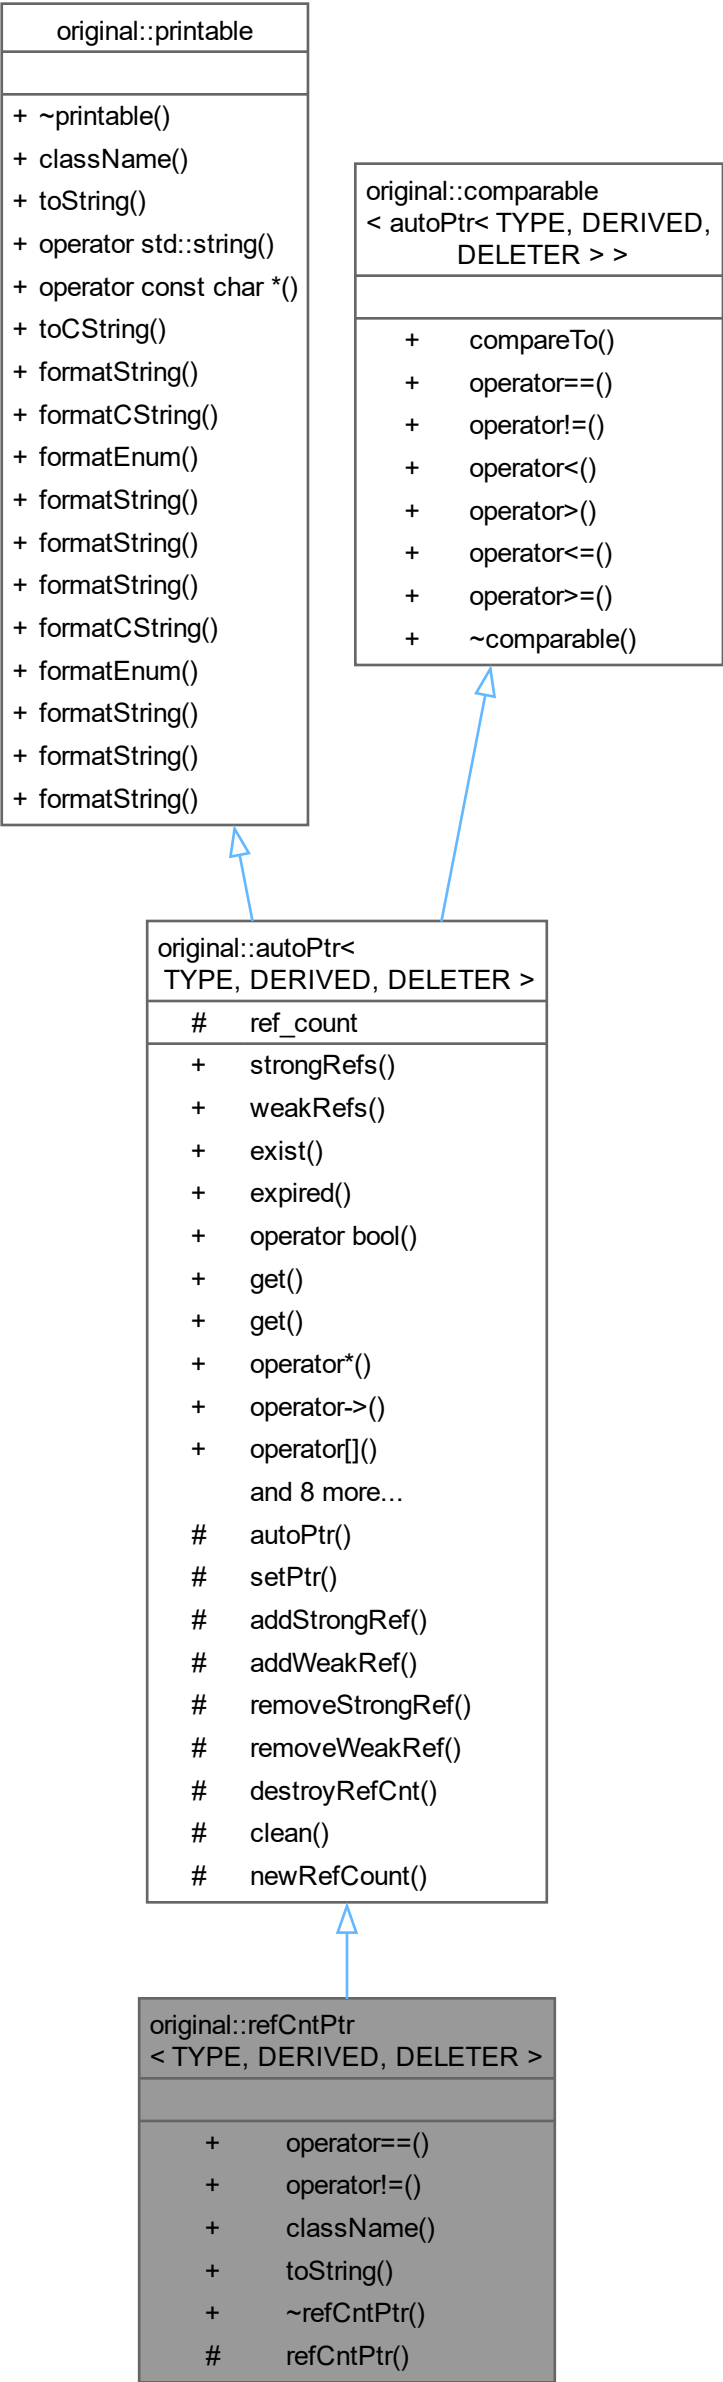 original::printable
+ ~printable()
+ className()
+ toString()
+ operator std::string()
+ operator const char *()
+ toCString()
+ formatString()
+ formatCString()
+ formatEnum()
+ formatString()
+ formatString()
+ formatString()
+ formatCString()
+ formatEnum()
+ formatString()
+ formatString()
+ formatString()
original::comparable
< autoPtr< TYPE, DERIVED,
DELETER > >
+ compareTo()
+ operator==()
+ operator!=()
+ operator<()
+ operator>()
+ operator<=()
+ operator>=()
+ ~comparable()
original::autoPtr<
TYPE, DERIVED, DELETER >
# ref_count
+ strongRefs()
+ weakRefs()
+ exist()
+ expired()
+ operator bool()
+ get()
+ get()
+ operator*()
+ operator->()
+ operator[]()
and 8 more...
# autoPtr()
# setPtr()
# addStrongRef()
# addWeakRef()
# removeStrongRef()
# removeWeakRef()
# destroyRefCnt()
# clean()
# newRefCount()
original::refCntPtr
< TYPE, DERIVED, DELETER >
+ operator==()
+ operator!=()
+ className()
+ toString()
+ ~refCntPtr()
# refCntPtr()